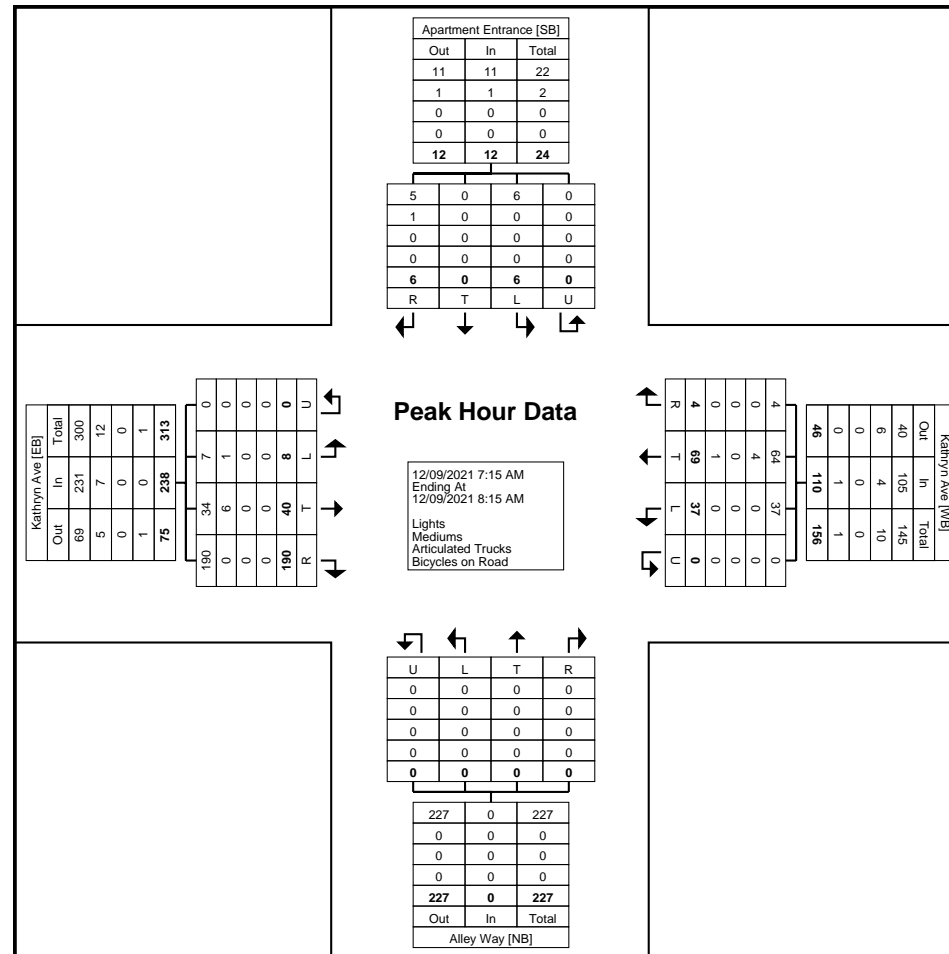 Apartment Entrance [SB]
Out In Total
11 11 22
1 1 2
0 0 0
0 0 0
12 12 24
5 0 6 0
1 0 0 0
0 0 0 0
0 0 0 0
6 0 6 0
R T L U
Kathryn Ave [EB]
Total In Out
300 231 69
12 7 5
0 0 0
1 0 1
313 238 75
0 7 34 190
0 1 6 0
0 0 0 0
0 0 0 0
0 8 40 190
U L T R
Peak Hour Data
12/09/2021 7:15 AM
Ending At
12/09/2021 8:15 AM
Lights
Mediums
Articulated Trucks
Bicycles on Road
R T L U
4 69 37 0
0 1 0 0
0 0 0 0
0 4 0 0
4 64 37 0
46 110 156
0 1 1
0 0 0
6 4 10
40 105 145
Out In Total
Kathryn Ave [WB]
U L T R
0 0 0 0
0 0 0 0
0 0 0 0
0 0 0 0
0 0 0 0
227 0 227
0 0 0
0 0 0
0 0 0
227 0 227
Out In Total
Alley Way [NB]